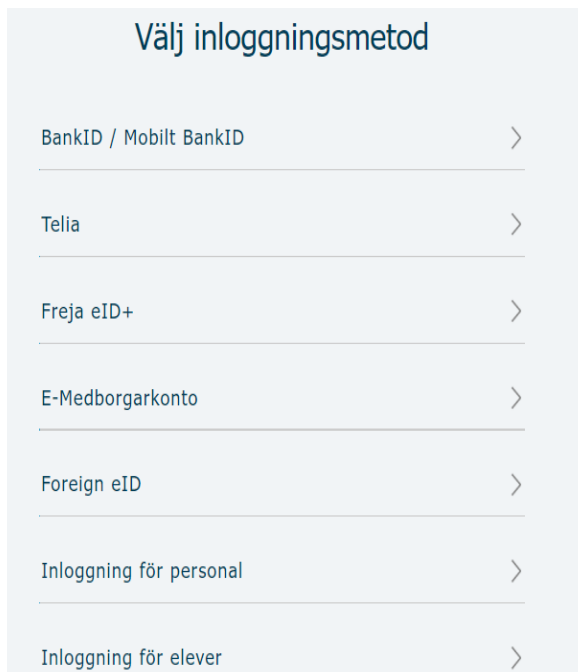 Välj inloggningsmetod
BankID / Mobilt BankID
Telia
Freja eID+
E-Medborgarkonto
Foreign eID
Inloggning för personal
Inloggning för elever